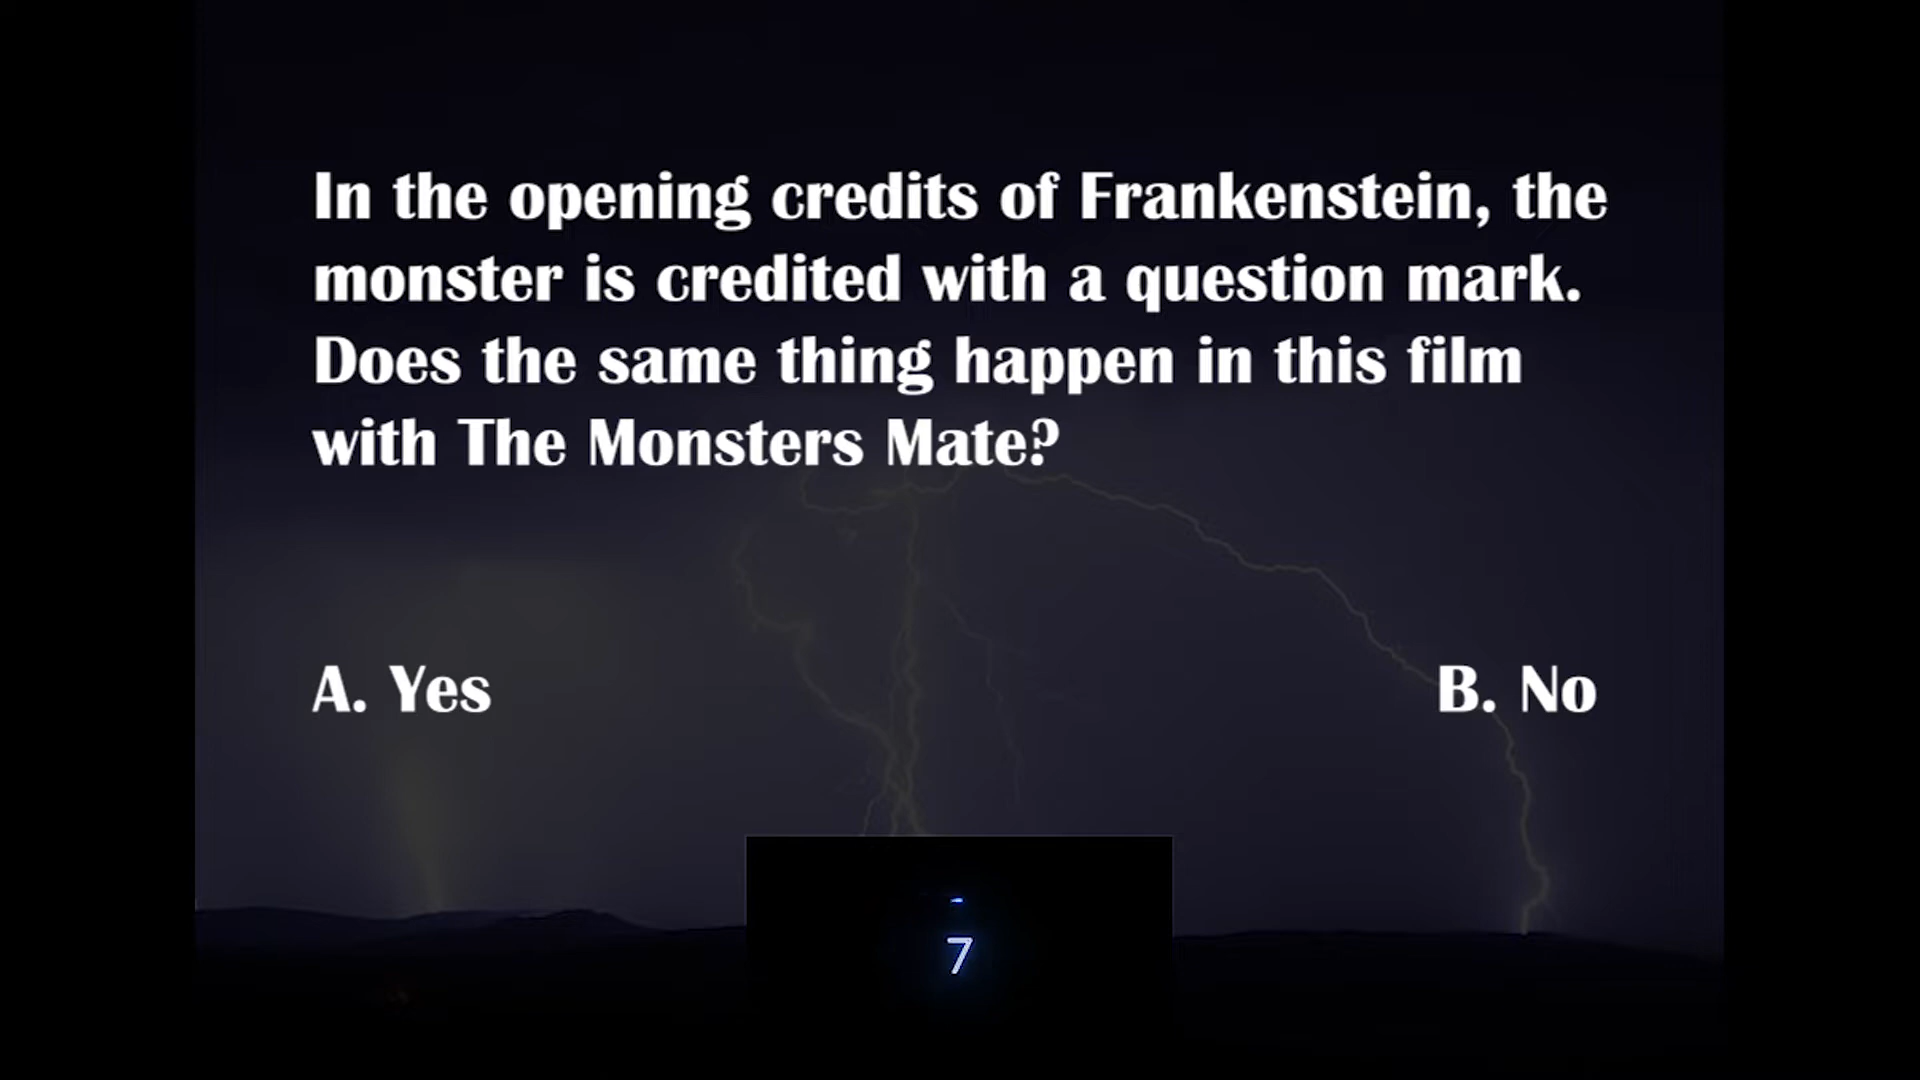 In the opening credits of Frankenstein, the
monster is credited with a question mark.
Does the same thing happen in this film
with The Monsters Mate?
A. Yes
B. No
7